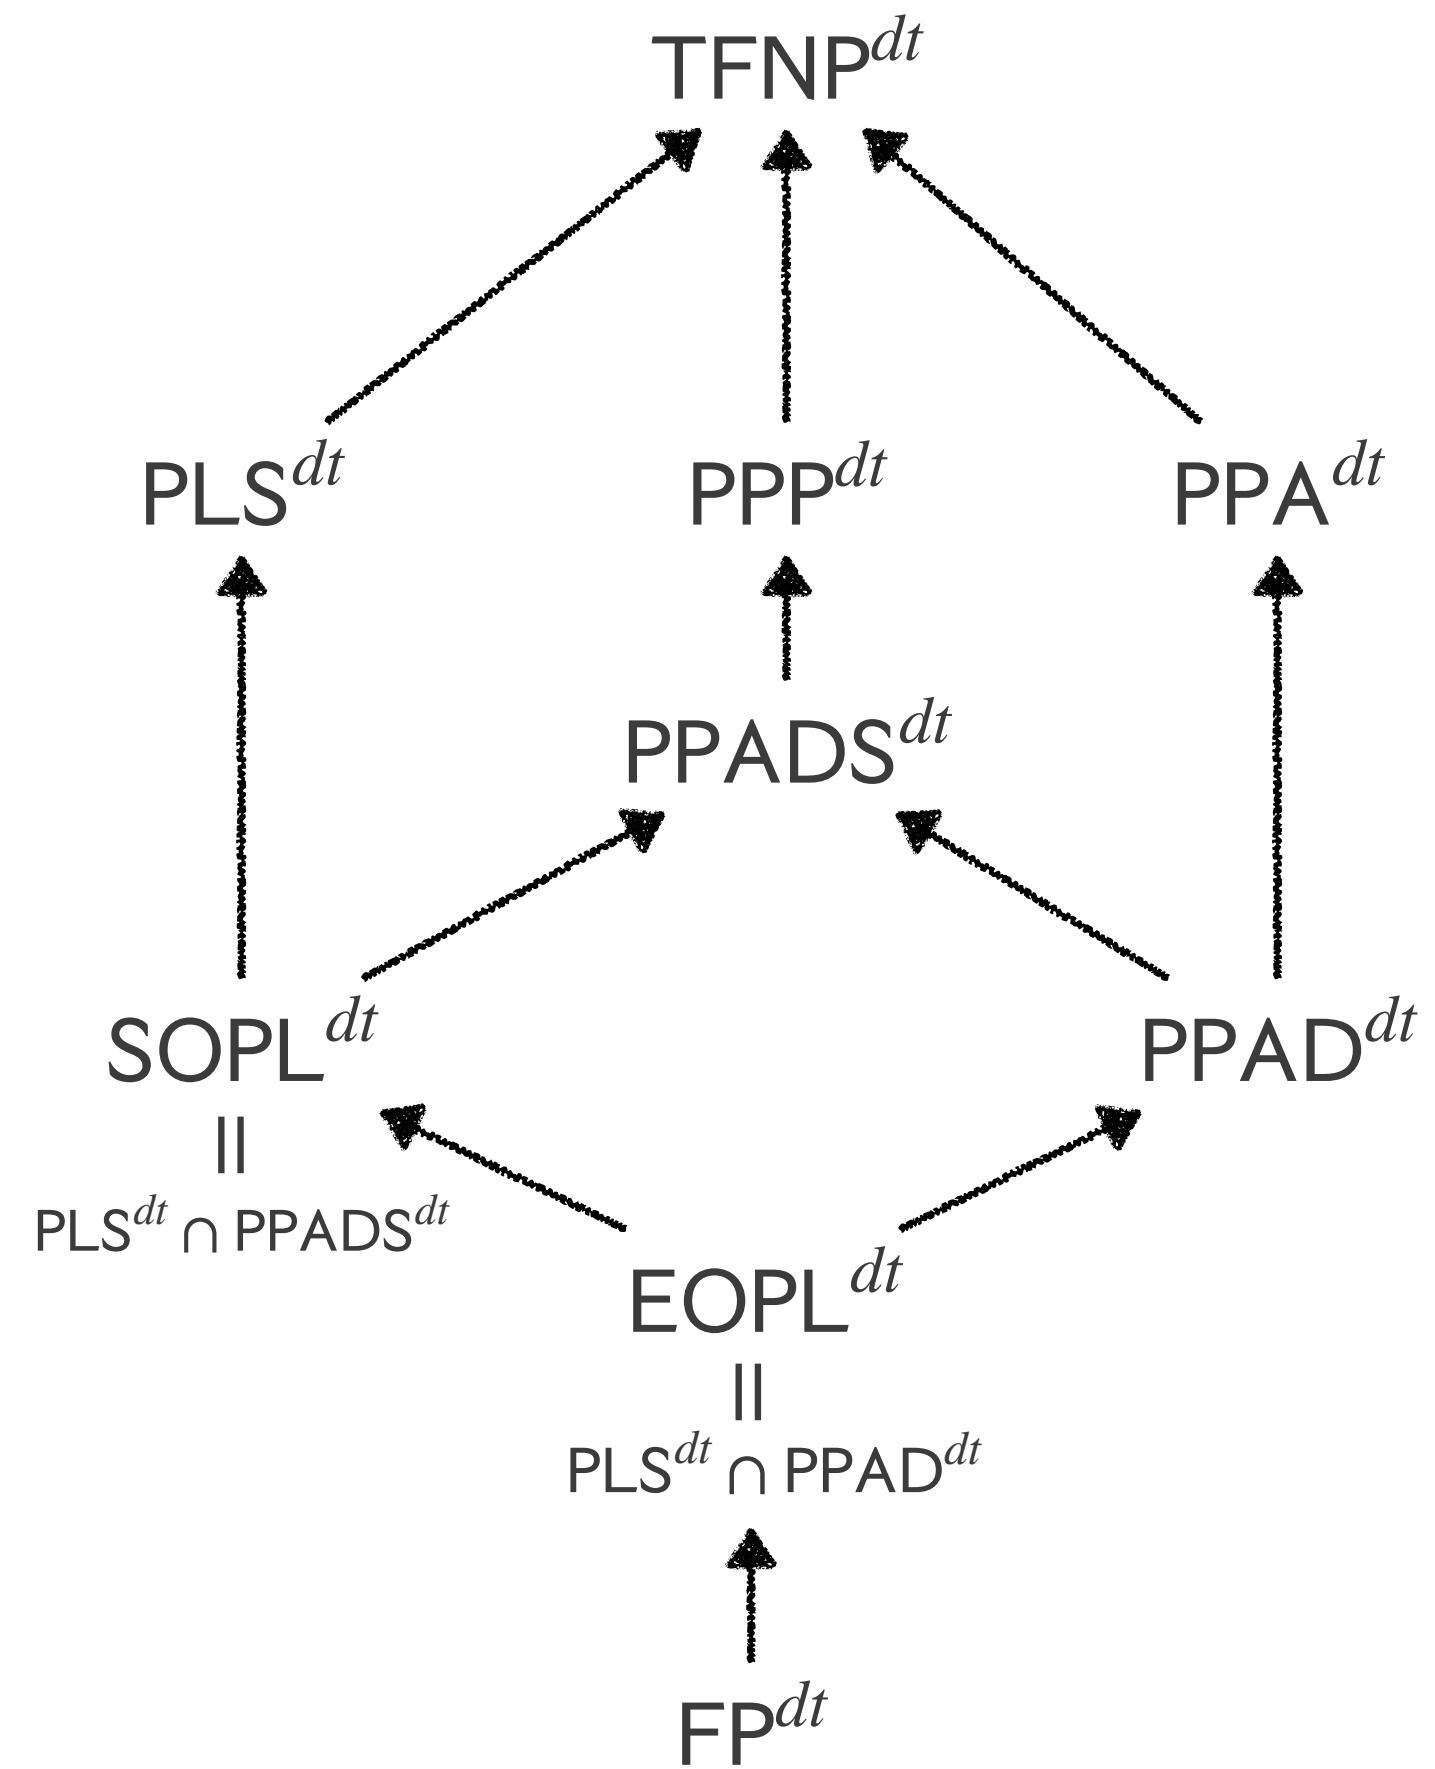 TFNP^dt
PLS^dt PPP^dt PPA^dt
PPADS^dt
SOPL^dt PPAD^dt
=
PLS^dt ∩ PPADS^dt
EOPL^dt
=
PLS^dt ∩ PPAD^dt
FP^dt